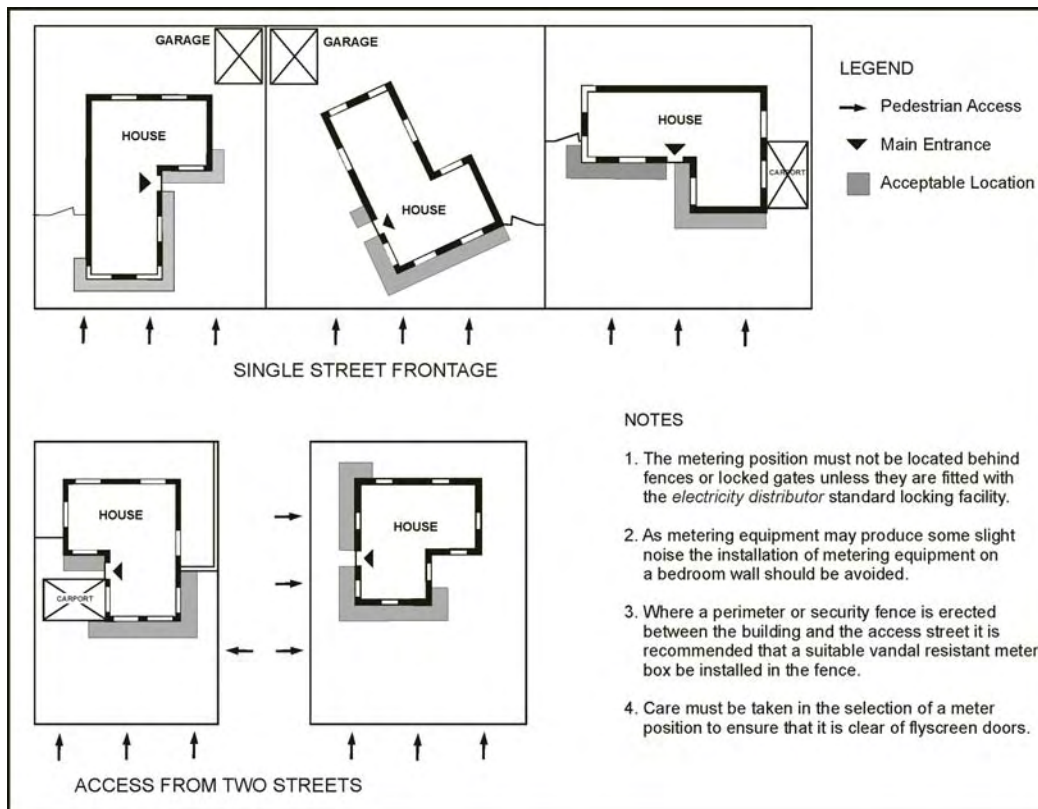 GARAGE
GARAGE
HOUSE
HOUSE
HOUSE
CARPORT
LEGEND
Pedestrian Access
Main Entrance
Acceptable Location
SINGLE STREET FRONTAGE
HOUSE
CARPORT
HOUSE
ACCESS FROM TWO STREETS
NOTES
1. The metering position must not be located behind
fences or locked gates unless they are fitted with
the electricity distributor standard locking facility.
2. As metering equipment may produce some slight
noise the installation of metering equipment on
a bedroom wall should be avoided.
3. Where a perimeter or security fence is erected
between the building and the access street it is
recommended that a suitable vandal resistant meter
box be installed in the fence.
4. Care must be taken in the selection of a meter
position to ensure that it is clear of flyscreen doors.